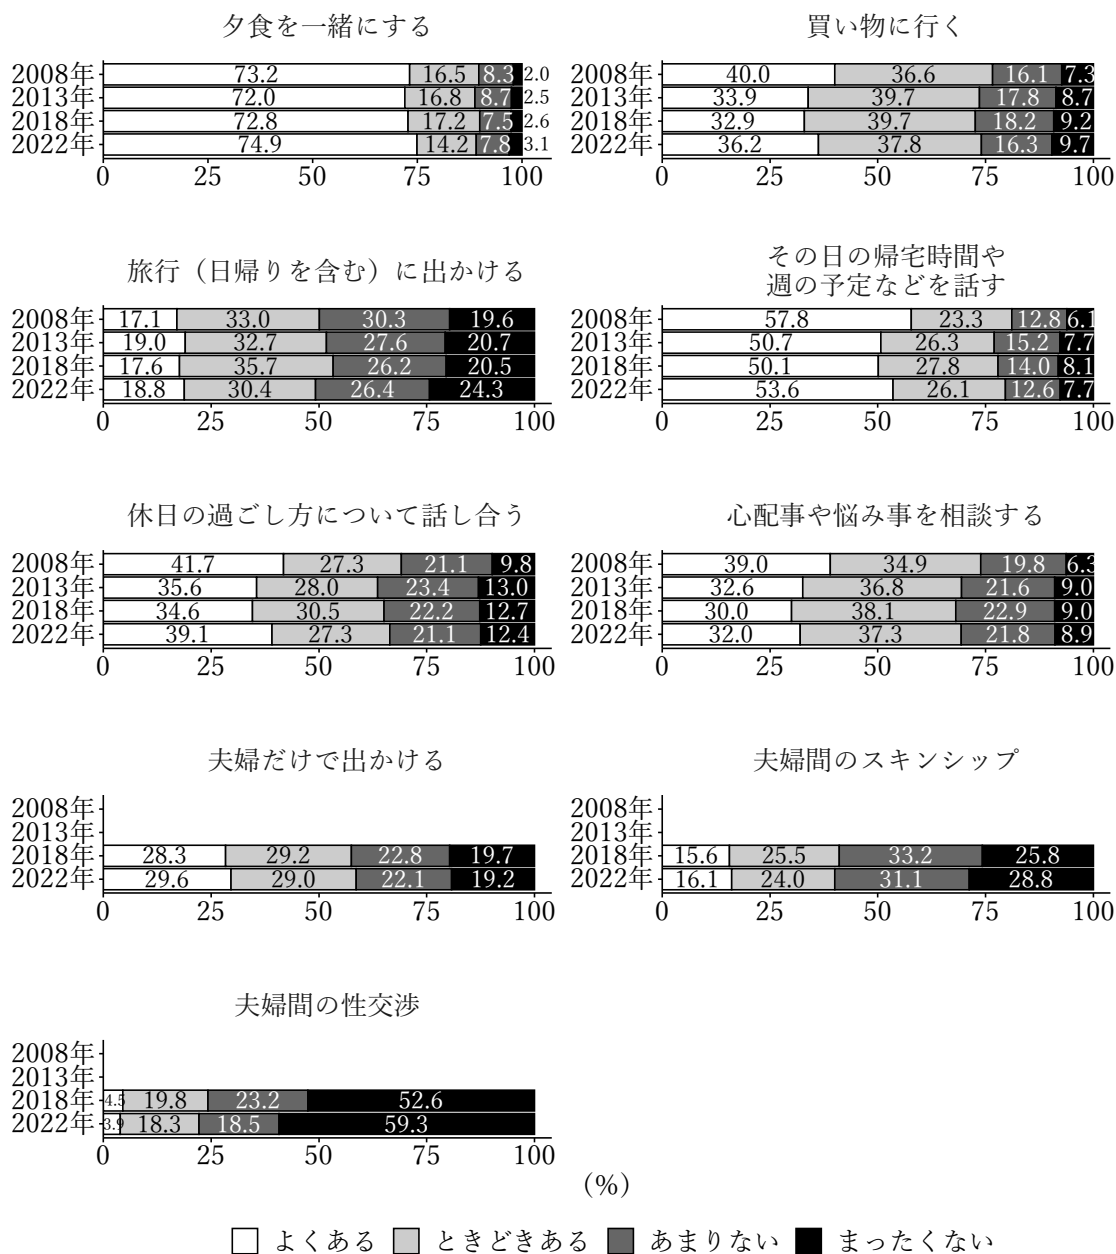 夕食を一緒にする
2008年 73.2 16.5 8.3 2.0
2013年 72.0 16.8 8.7 2.5
2018年 72.8 17.2 7.5 2.6
2022年 74.9 14.2 7.8 3.1
0 25 50 75 100
買い物に行く
2008年 40.0 36.6 16.1 7.3
2013年 33.9 39.7 17.8 8.7
2018年 32.9 39.7 18.2 9.2
2022年 36.2 37.8 16.3 9.7
0 25 50 75 100
旅行（日帰りを含む）に出かける
2008年 17.1 33.0 30.3 19.6
2013年 19.0 32.7 27.6 20.7
2018年 17.6 35.7 26.2 20.5
2022年 18.8 30.4 26.4 24.3
0 25 50 75 100
その日の帰宅時間や
週の予定などを話す
2008年 57.8 23.3 12.8 6.1
2013年 50.7 26.3 15.2 7.7
2018年 50.1 27.8 14.0 8.1
2022年 53.6 26.1 12.6 7.7
0 25 50 75 100
休日の過ごし方について話し合う
2008年 41.7 27.3 21.1 9.8
2013年 35.6 28.0 23.4 13.0
2018年 34.6 30.5 22.2 12.7
2022年 39.1 27.3 21.1 12.4
0 25 50 75 100
心配事や悩み事を相談する
2008年 39.0 34.9 19.8 6.3
2013年 32.6 36.8 21.6 9.0
2018年 30.0 38.1 22.9 9.0
2022年 32.0 37.3 21.8 8.9
0 25 50 75 100
夫婦だけで出かける
2008年
2013年
2018年 28.3 29.2 22.8 19.7
2022年 29.6 29.0 22.1 19.2
0 25 50 75 100
夫婦間のスキンシップ
2008年
2013年
2018年 15.6 25.5 33.2 25.8
2022年 16.1 24.0 31.1 28.8
0 25 50 75 100
夫婦間の性交渉
2008年
2013年
2018年 4.5 19.8 23.2 52.6
2022年 3.9 18.3 18.5 59.3
0 25 50 75 100
(%)
よくある ときどきある あまりない まったくない